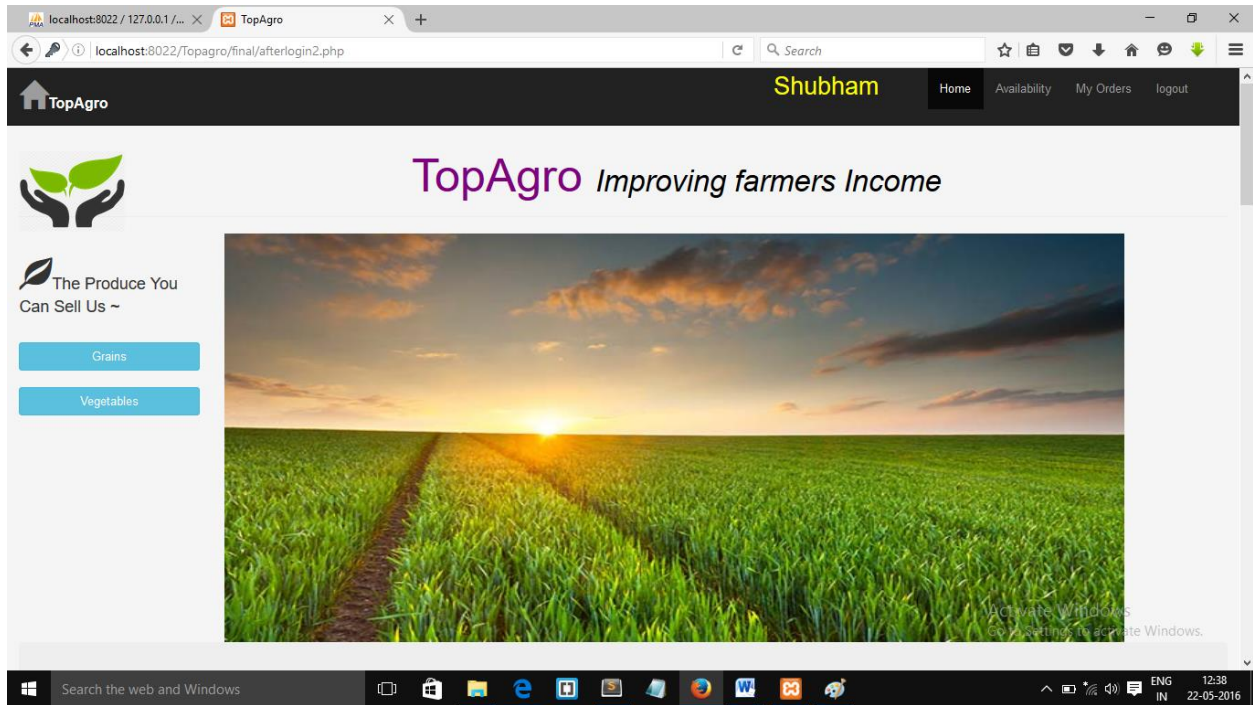 localhost:8022 / 127.0.0.1 /...
TopAgro
localhost:8022/Topagro/final/afterlogin2.php
Search
TopAgro
Shubham
Home
Availability
My Orders
logout
TopAgro Improving farmers Income
The Produce You
Can Sell Us ~
Grains
Vegetables
Activate Windows
Go to Settings to activate Windows.
Search the web and Windows
ENG
IN
12:38
22-05-2016